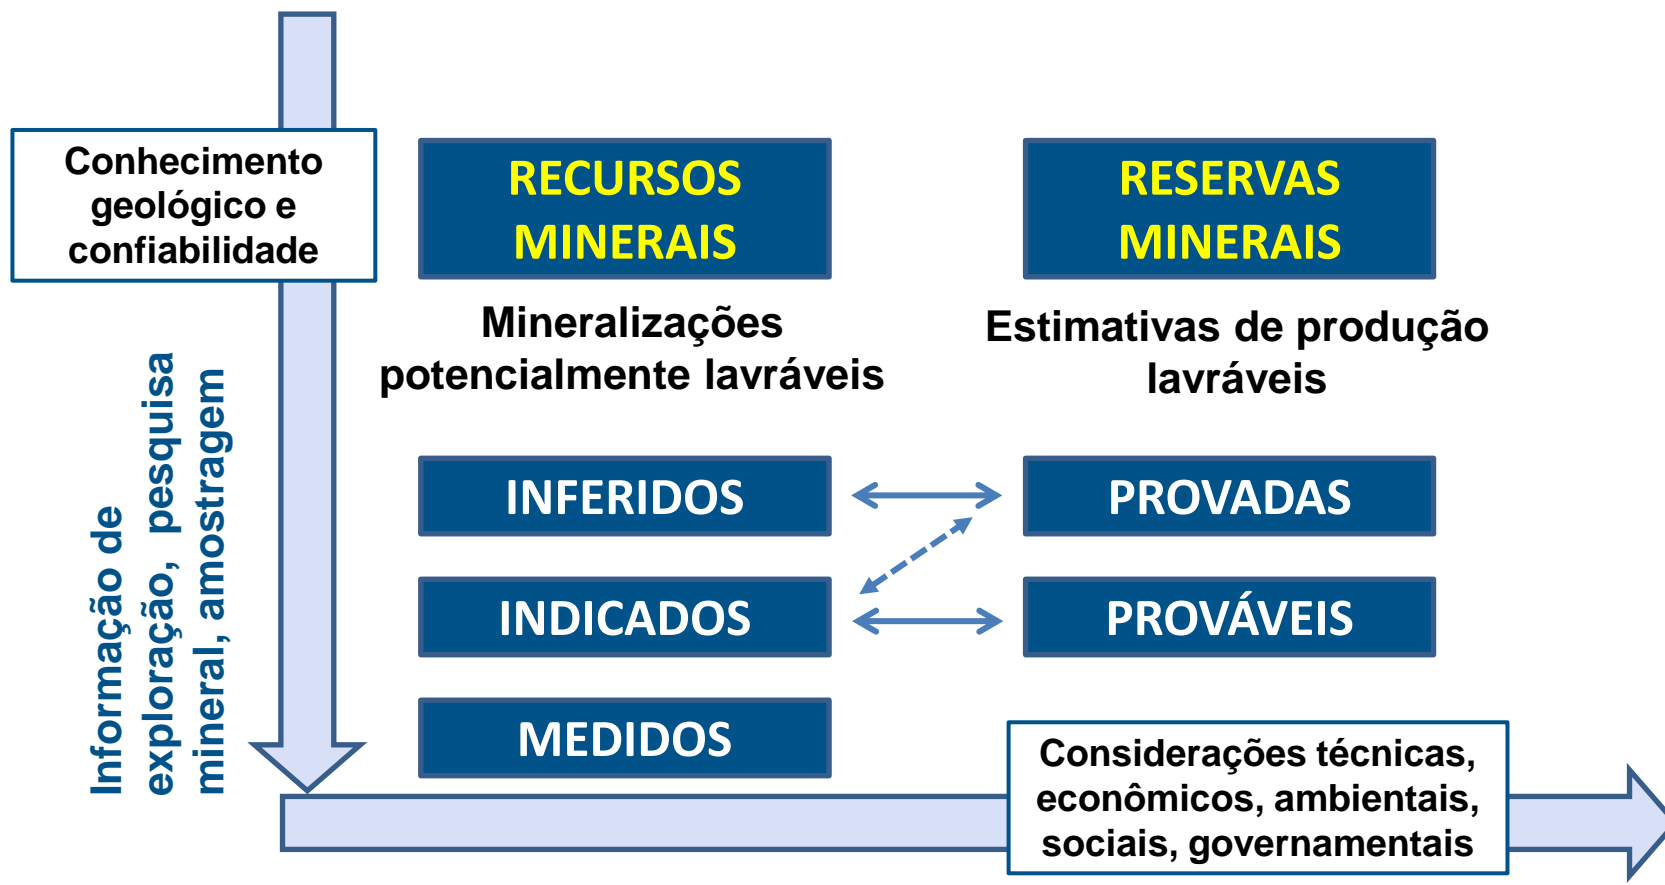 Conhecimento
geológico e
confiabilidade
RECURSOS
MINERAIS
RESERVAS
MINERAIS
Mineralizações
potencialmente lavráveis
Estimativas de produção
lavráveis
Informação de
exploração, pesquisa
mineral, amostragem
INFERIDOS
PROVADAS
INDICADOS
PROVÁVEIS
MEDIDOS
Considerações técnicas,
econômicos, ambientais,
sociais, governamentais